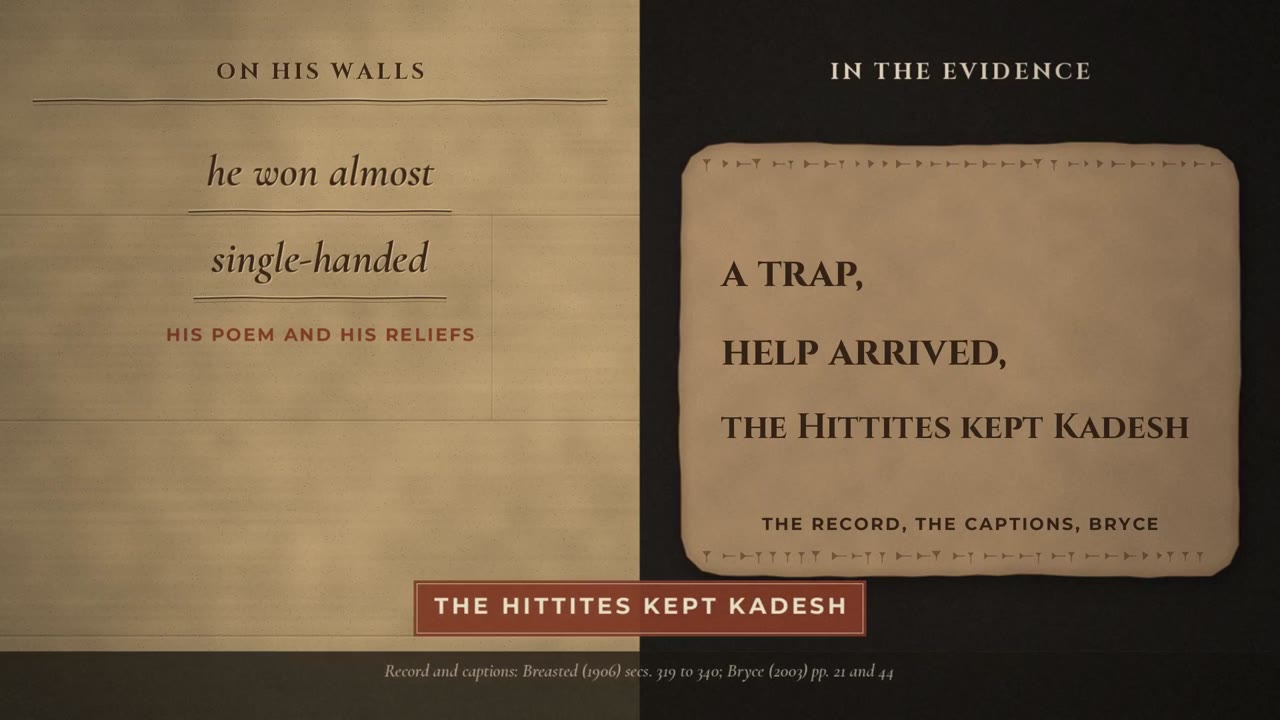 ON HIS WALLS
he won almost
single-handed
HIS POEM AND HIS RELIEFS
IN THE EVIDENCE
A TRAP,
HELP ARRIVED,
THE HITTITES KEPT KADESH
THE RECORD, THE CAPTIONS, BRYCE
THE HITTITES KEPT KADESH
Record and captions: Breasted (1906) secs. 319 to 340; Bryce (2003) pp. 21 and 44